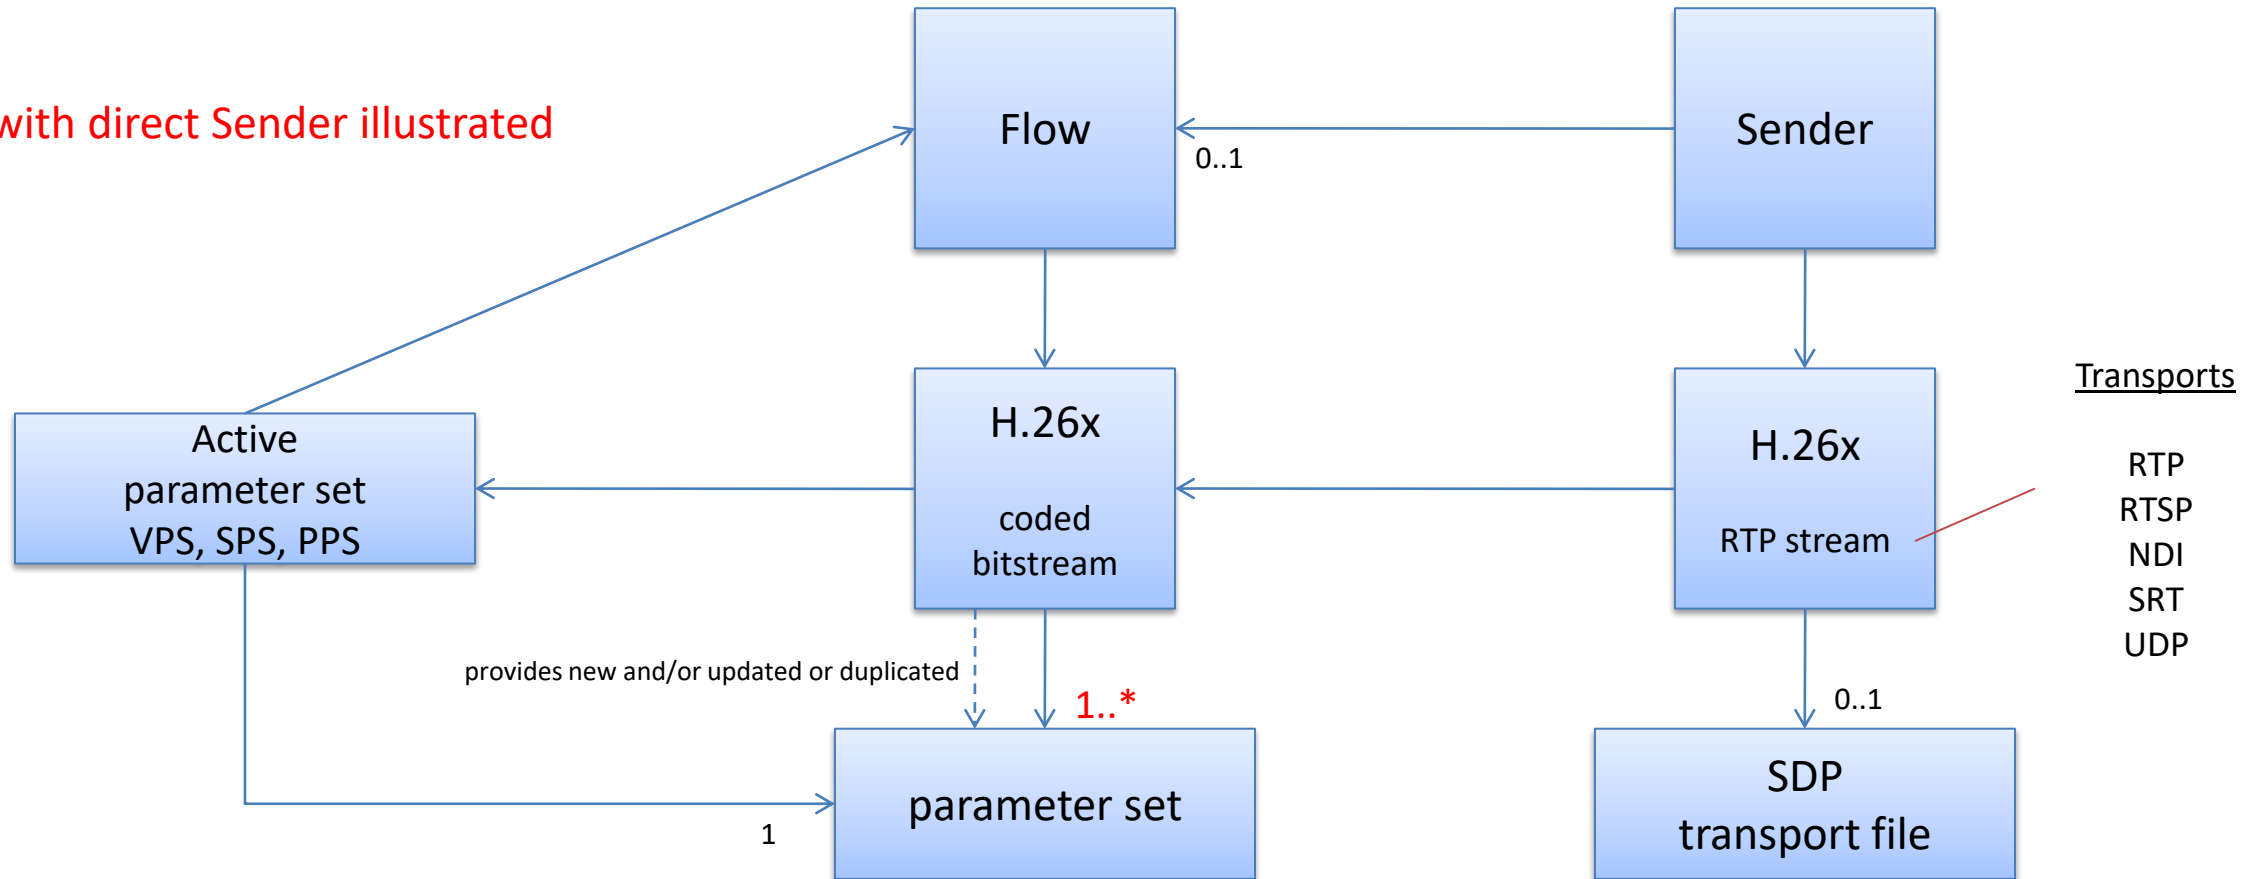 with direct Sender illustrated
Flow
0..1
Sender
Active
parameter set
VPS, SPS, PPS
H.26x
coded
bitstream
H.26x
RTP stream
Transports
RTP
RTSP
NDI
SRT
UDP
provides new and/or updated or duplicated
1..*
0..1
1
parameter set
SDP
transport file